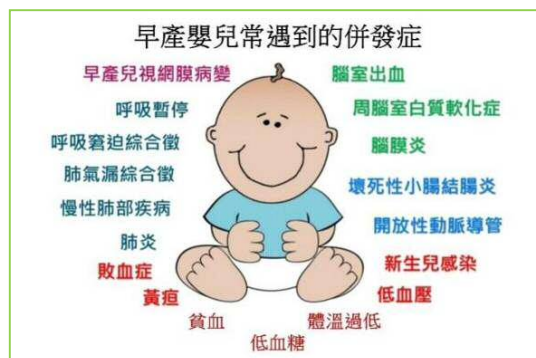 早產嬰兒常遇到的併發症
早產兒視網膜病變
呼吸暫停
呼吸窘迫綜合徵
肺氣漏綜合徵
慢性肺部疾病
肺炎
敗血症
黃疸
貧血
低血糖
體溫過低
低血壓
新生兒感染
開放性動脈導管
壞死性小腸結腸炎
腦膜炎
周腦室白質軟化症
腦室出血